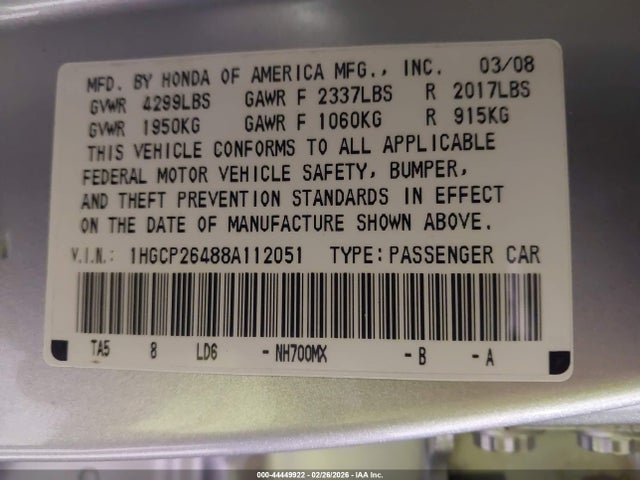 MFD. BY HONDA OF AMERICA MFG., INC. 03/08
GVWR 4299LBS GAWR F 2337LBS R 2017LBS
GVWR 1950KG GAWR F 1060KG R 915KG
THIS VEHICLE CONFORMS TO ALL APPLICABLE
FEDERAL MOTOR VEHICLE SAFETY, BUMPER,
AND THEFT PREVENTION STANDARDS IN EFFECT
ON THE DATE OF MANUFACTURE SHOWN ABOVE.
V.I.N.: 1HGCP26488A112051 TYPE: PASSENGER CAR
TA5 8 LD6 - NH700MX - B - A
000-44449922 - 02/26/2026 - IAA Inc.